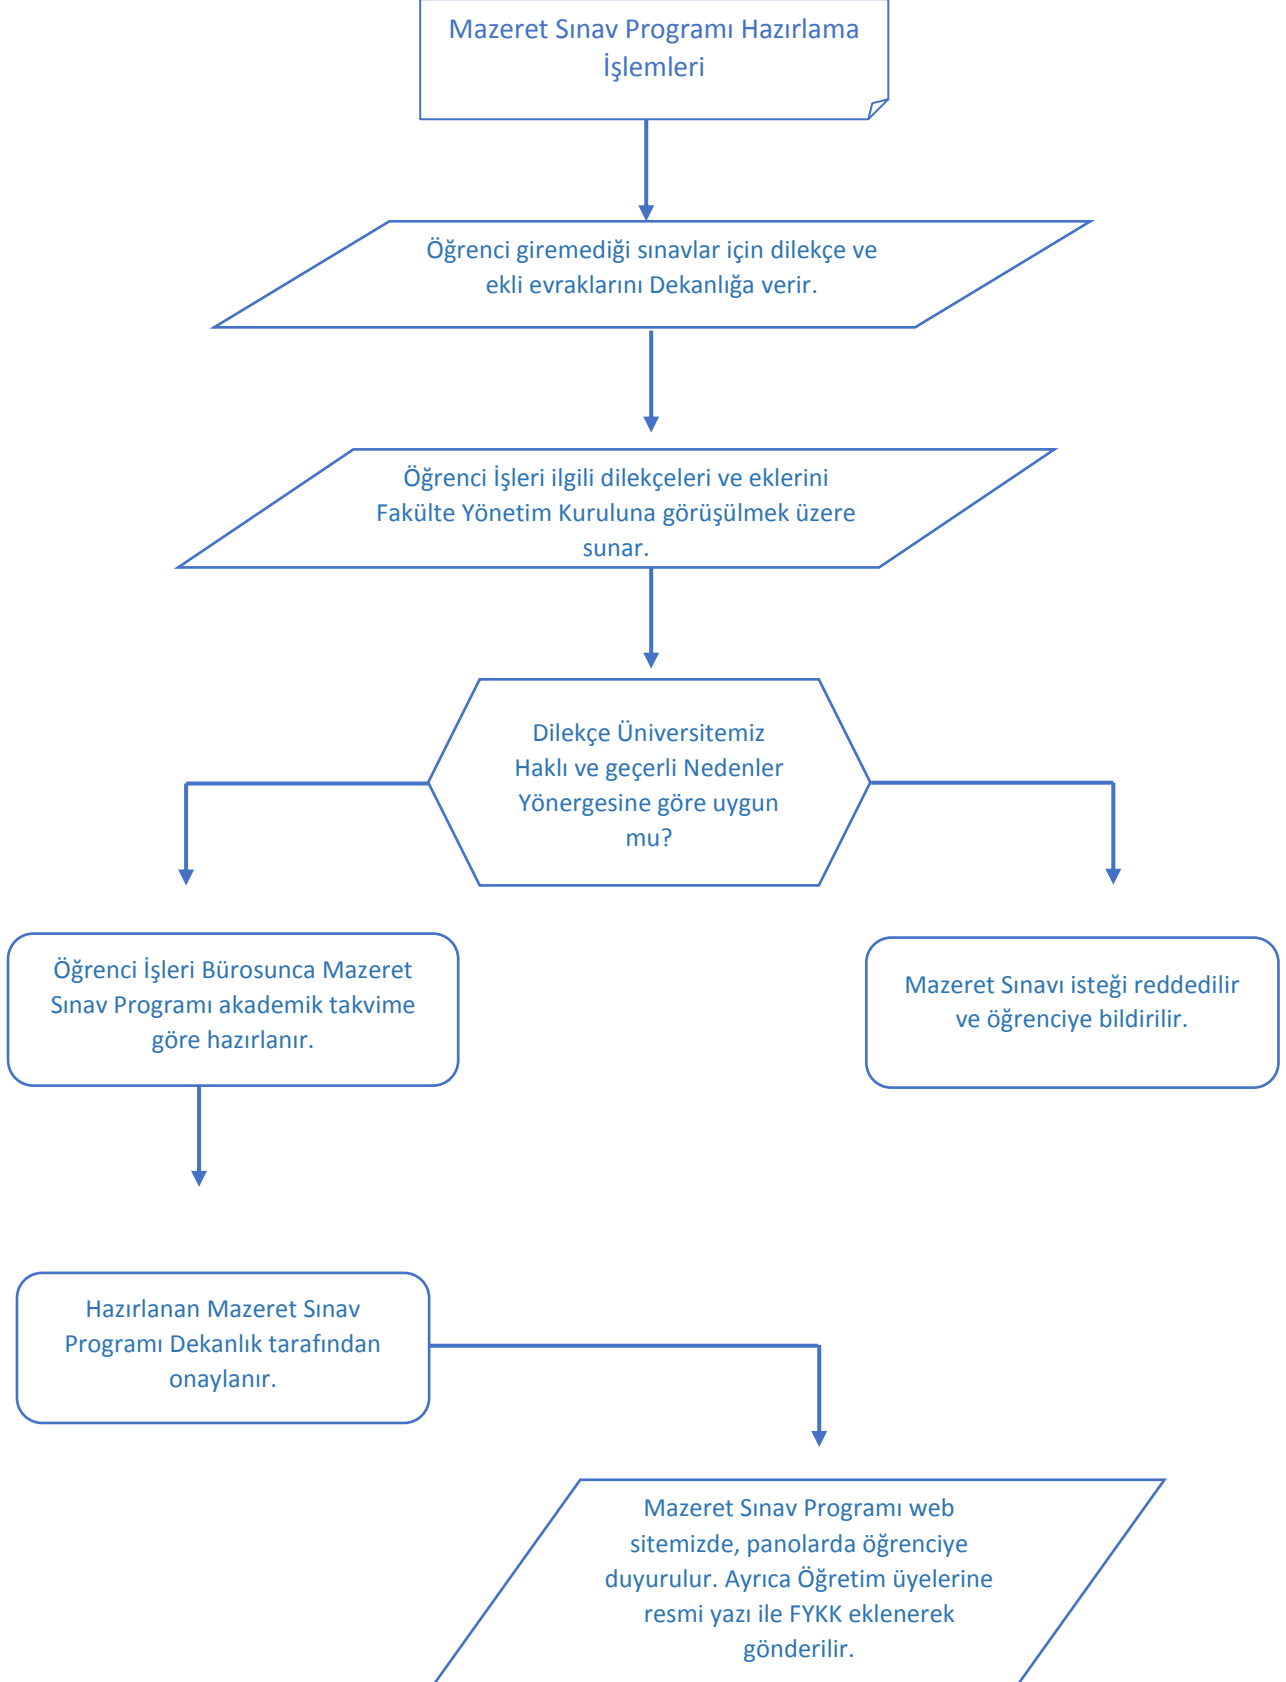 Mazeret Sınav Programı Hazırlama
İşlemleri
Öğrenci giremediği sınavlar için dilekçe ve
ekli evraklarını Dekanlığa verir.
Öğrenci İşleri ilgili dilekçeleri ve eklerini
Fakülte Yönetim Kuruluna görüşülmek üzere
sunar.
Dilekçe Üniversitemiz
Haklı ve geçerli Nedenler
Yönergesine göre uygun
mu?
Öğrenci İşleri Bürosunca Mazeret
Sınav Programı akademik takvime
göre hazırlanır.
Mazeret Sınavı isteği reddedilir
ve öğrenciye bildirilir.
Hazırlanan Mazeret Sınav
Programı Dekanlık tarafından
onaylanır.
Mazeret Sınav Programı web
sitemizde, panolarda öğrenciye
duyurulur. Ayrıca Öğretim üyelerine
resmi yazı ile FYKK eklenerek
gönderilir.